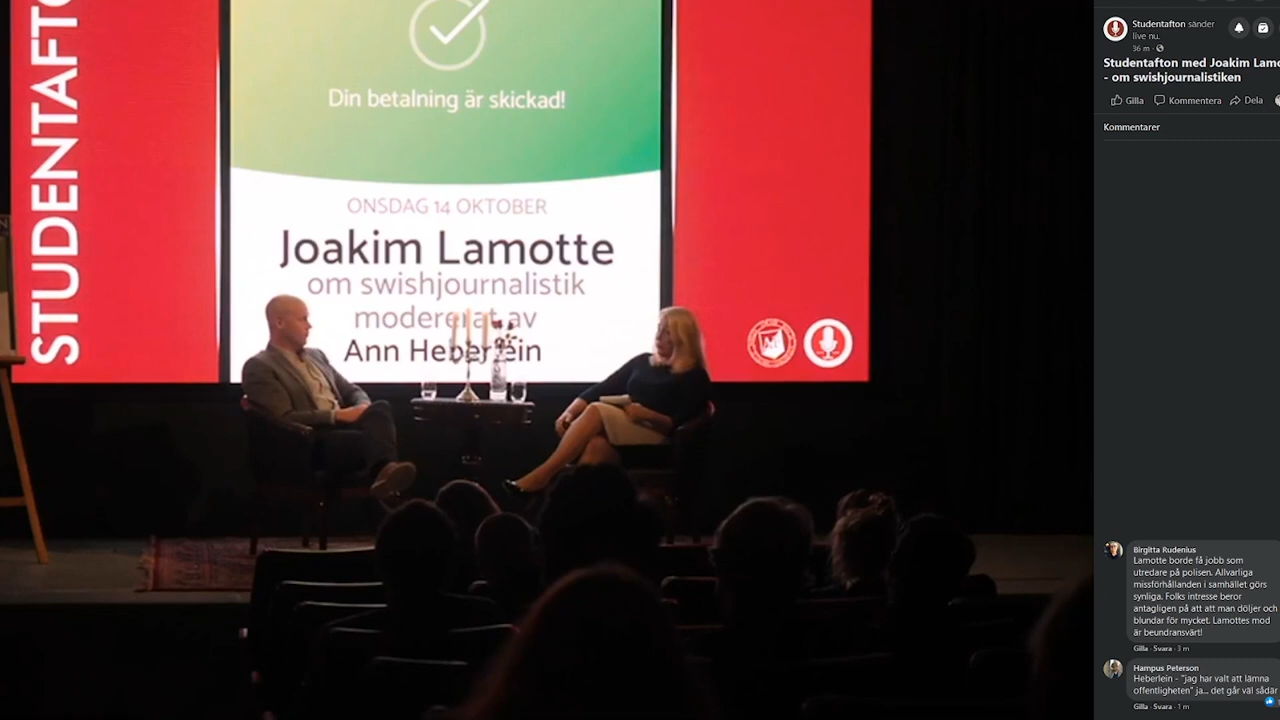 STUDENTAFTO
Din betalning är skickad!
ONSDAG 14 OKTOBER
Joakim Lamotte
om swishjournalistik
modererat av
Ann Heberlein
Studentafton sänder
live nu.
36 m ·
Studentafton med Joakim Lamo
- om swishjournalistiken
Gilla Kommentera Dela
Kommentarer
Birgitta Rudenius
Lamotte borde få jobb som
utredare på polisen. Allvarliga
missförhållanden i samhället görs
synliga. Folks intresse beror
antagligen på att att man döljer och
blundar för mycket. Lamottes mod
är beundransvärt!
Gilla · Svara · 3 m
Hampus Peterson
Heberlein - "jag har valt att lämna
offentligheten" ja... det går väl sådär
Gilla · Svara · 1 m